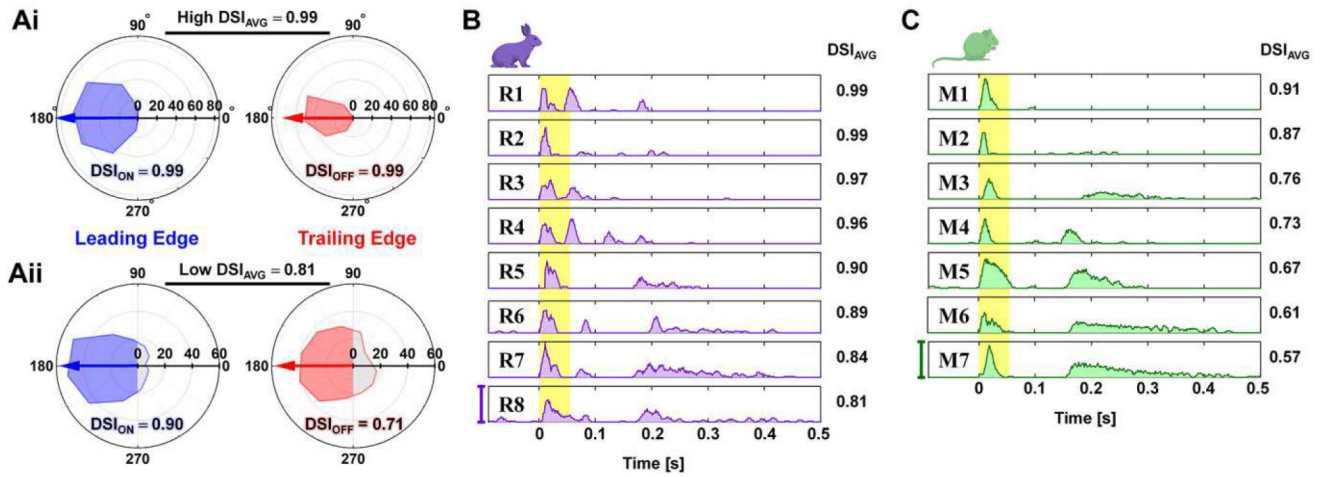 Ai
High DSI_AVG = 0.99
90°
90°
180°
0 20 40 60 80 °
180°
0 20 40 60 80 °
DSI_ON = 0.99
DSI_OFF = 0.99
270°
270°
Leading Edge
Trailing Edge
Aii
Low DSI_AVG = 0.81
90
90
180
0 20 40 60
180
0 20 40 60
DSI_ON = 0.90
DSI_OFF = 0.71
270
270
B
DSI_AVG
R1 0.99
R2 0.99
R3 0.97
R4 0.96
R5 0.90
R6 0.89
R7 0.84
R8 0.81
0 0.1 0.2 0.3 0.4 0.5
Time [s]
C
DSI_AVG
M1 0.91
M2 0.87
M3 0.76
M4 0.73
M5 0.67
M6 0.61
M7 0.57
0 0.1 0.2 0.3 0.4 0.5
Time [s]